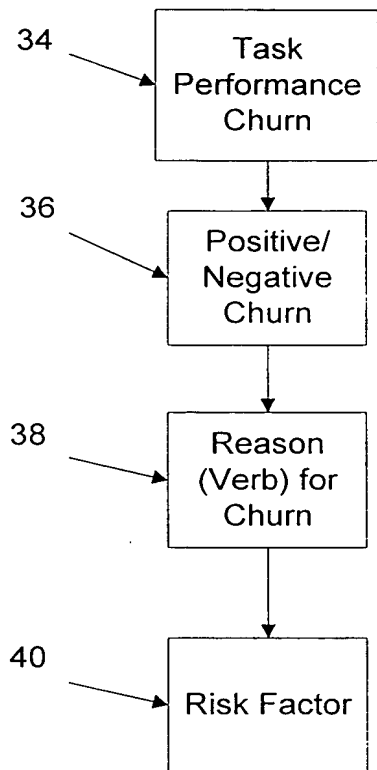 34
Task
Performance
Churn
36
Positive/
Negative
Churn
38
Reason
(Verb) for
Churn
40
Risk Factor